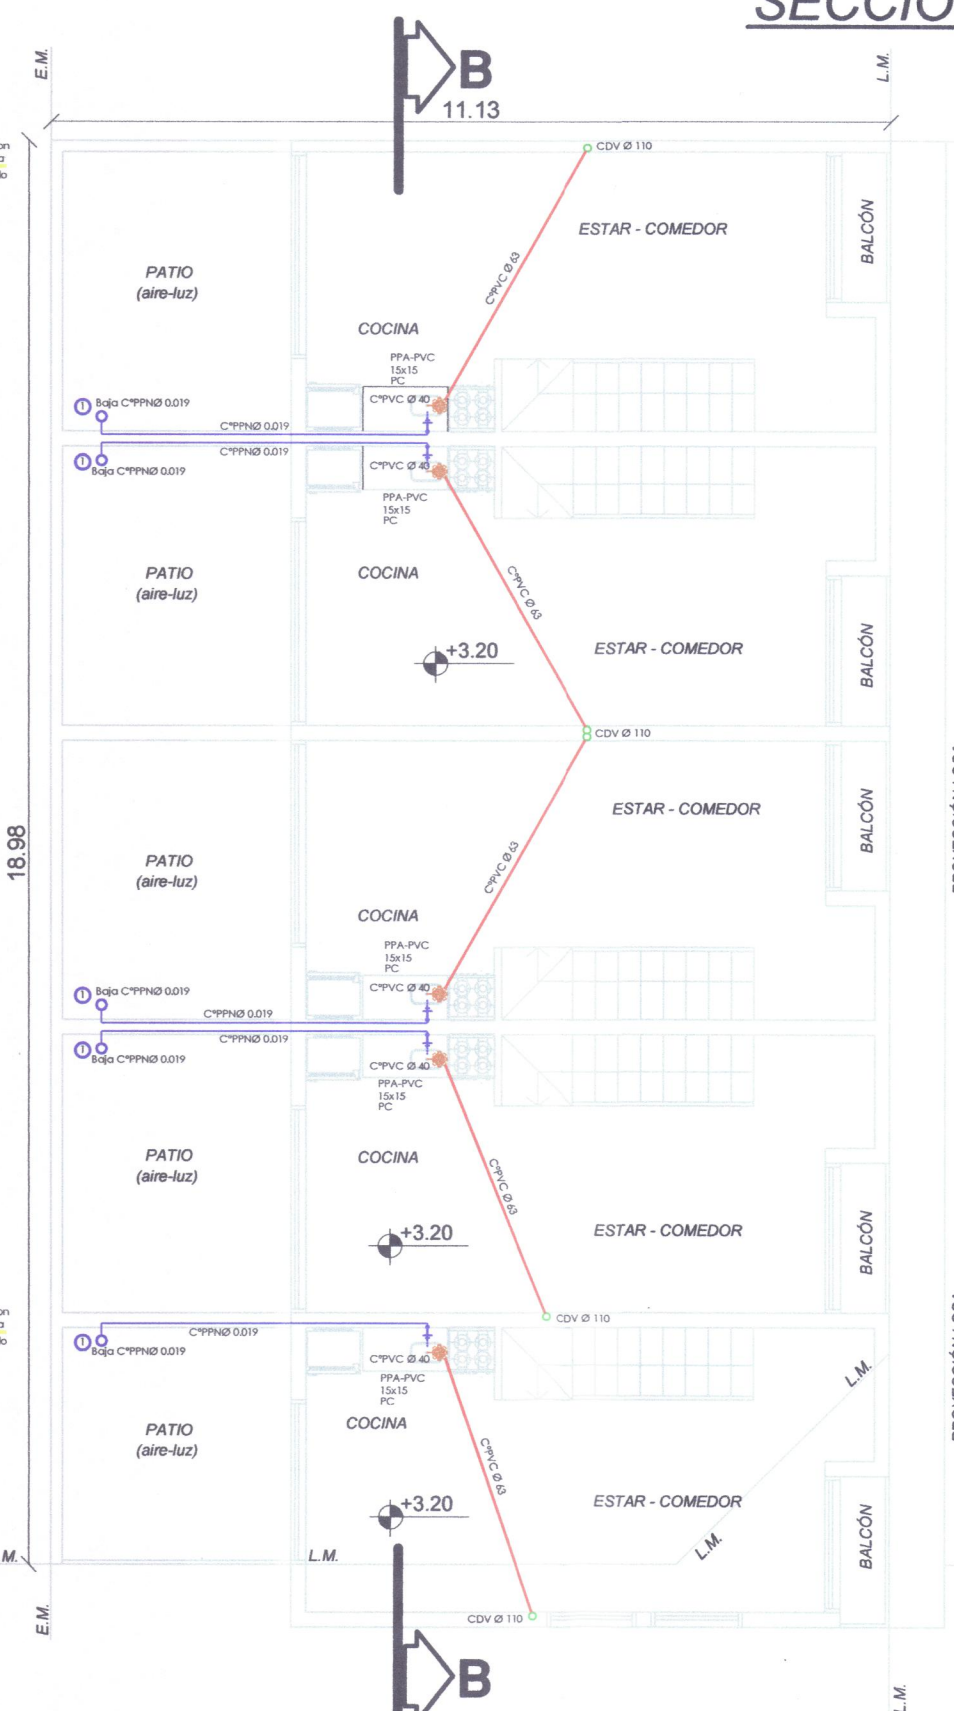 SECCIO
E.M.
L.M.
B
11.13
CDV Ø 110
ESTAR - COMEDOR
BALCÓN
PATIO
(aire-luz)
C°PVC Ø 63
COCINA
PPA-PVC
15x15
PC
C°PVC Ø 40
1 Baja C°PPNØ 0.019
C°PPNØ 0.019
C°PPNØ 0.019
1 Baja C°PPNØ 0.019
C°PVC Ø 40
PPA-PVC
15x15
PC
PATIO
(aire-luz)
COCINA
C°PVC Ø 63
+3.20
ESTAR - COMEDOR
BALCÓN
CDV Ø 110
18.98
ESTAR - COMEDOR
BALCÓN
PATIO
(aire-luz)
C°PVC Ø 63
COCINA
PPA-PVC
15x15
PC
C°PVC Ø 40
1 Baja C°PPNØ 0.019
C°PPNØ 0.019
C°PPNØ 0.019
1 Baja C°PPNØ 0.019
C°PVC Ø 40
PPA-PVC
15x15
PC
PATIO
(aire-luz)
COCINA
C°PVC Ø 63
+3.20
ESTAR - COMEDOR
BALCÓN
CDV Ø 110
C°PPNØ 0.019
1 Baja C°PPNØ 0.019
C°PVC Ø 40
PPA-PVC
15x15
PC
L.M.
PATIO
(aire-luz)
COCINA
C°PVC Ø 63
+3.20
ESTAR - COMEDOR
BALCÓN
L.M.
M.
L.M.
E.M.
CDV Ø 110
B
L.M.